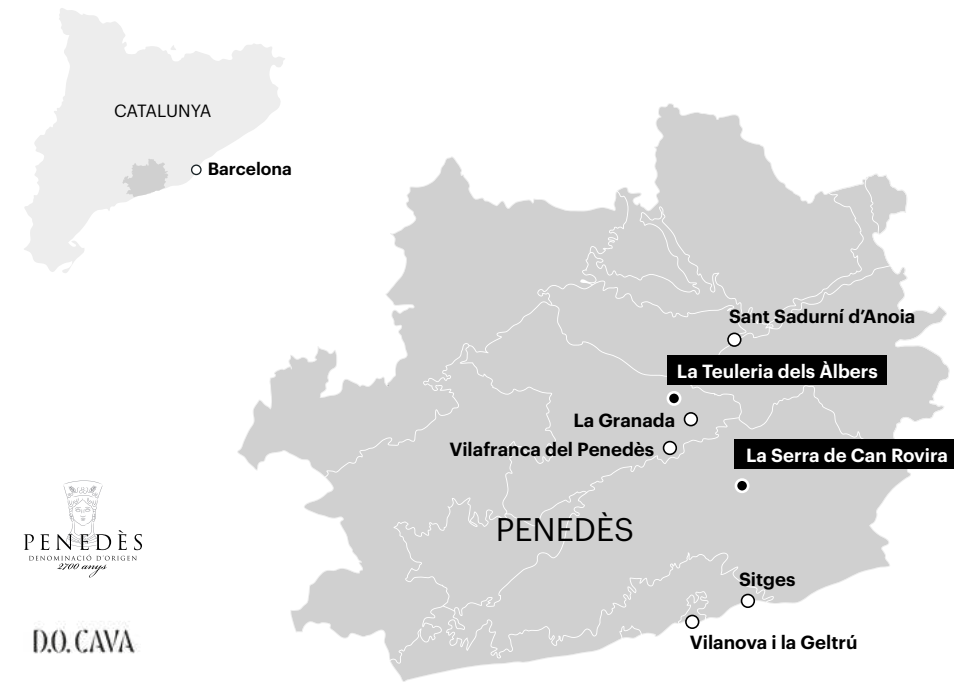 CATALUNYA
Barcelona
Sant Sadurní d’Anoia
La Teuleria dels Àlbers
La Granada
Vilafranca del Penedès
La Serra de Can Rovira
PENEDÈS
PENEDÈS
DENOMINACIÓ D'ORIGEN
2700 anys
Sitges
D.O. CAVA
Vilanova i la Geltrú